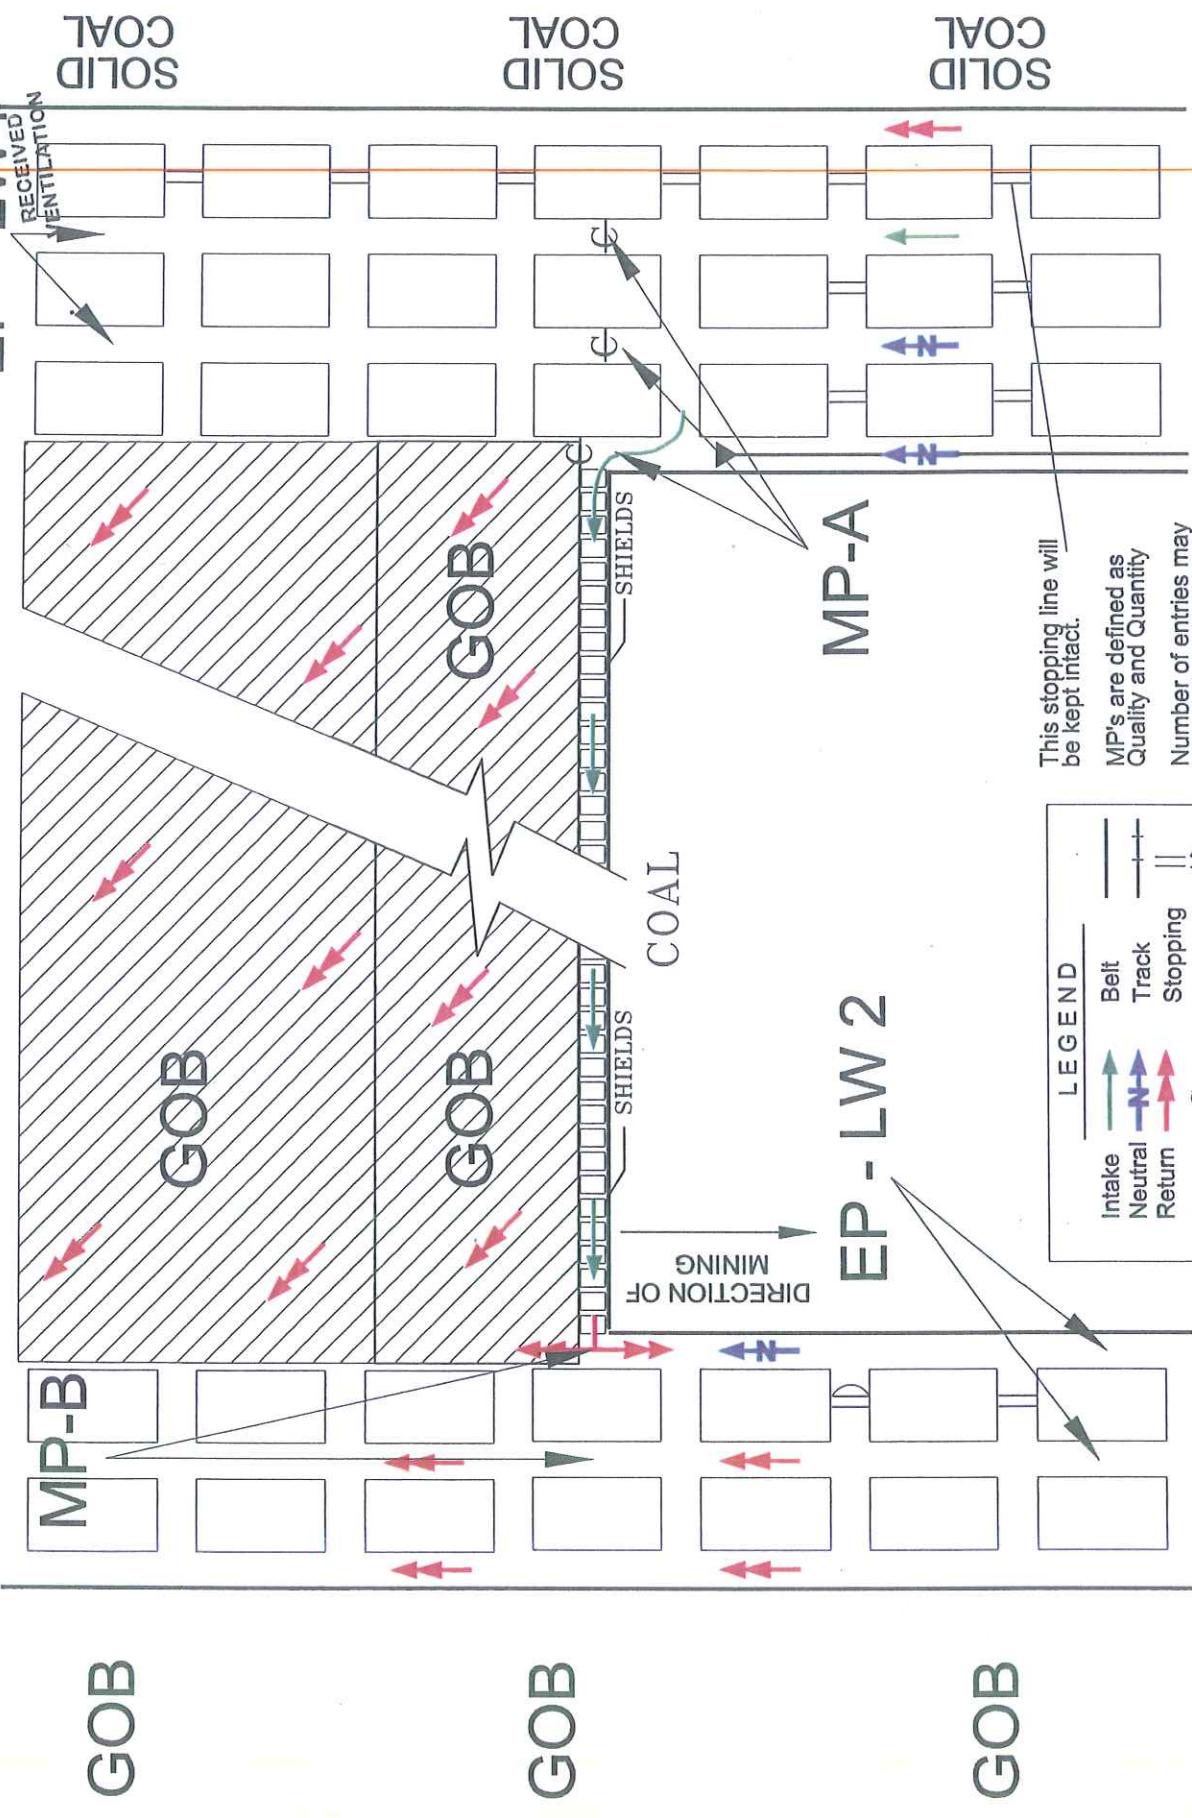 SOLID
COAL
SOLID
COAL
SOLID
COAL
RECEIVED
VENTILATION
C
C
C
GOB
GOB
GOB
GOB
SHIELDS
SHIELDS
COAL
MP-A
MP-B
DIRECTION OF
MINING
EP - LW 2
N
N
N
D
This stopping line will
be kept intact.
MP's are defined as
Quality and Quantity
Number of entries may
LEGEND
Intake
Belt
Neutral
N
Track
Return
Stopping
GOB
GOB
GOB